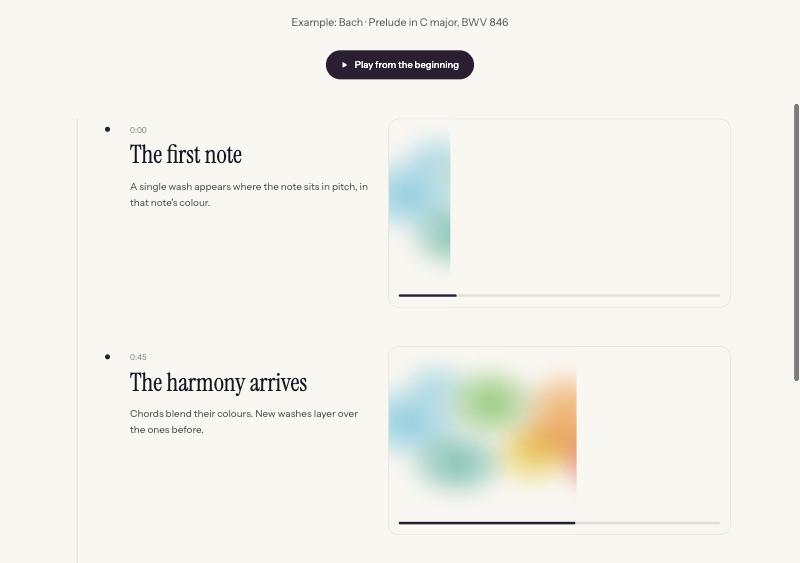 Example: Bach · Prelude in C major, BWV 846
Play from the beginning
0:00
The first note
A single wash appears where the note sits in pitch, in
that note's colour.
0:45
The harmony arrives
Chords blend their colours. New washes layer over
the ones before.